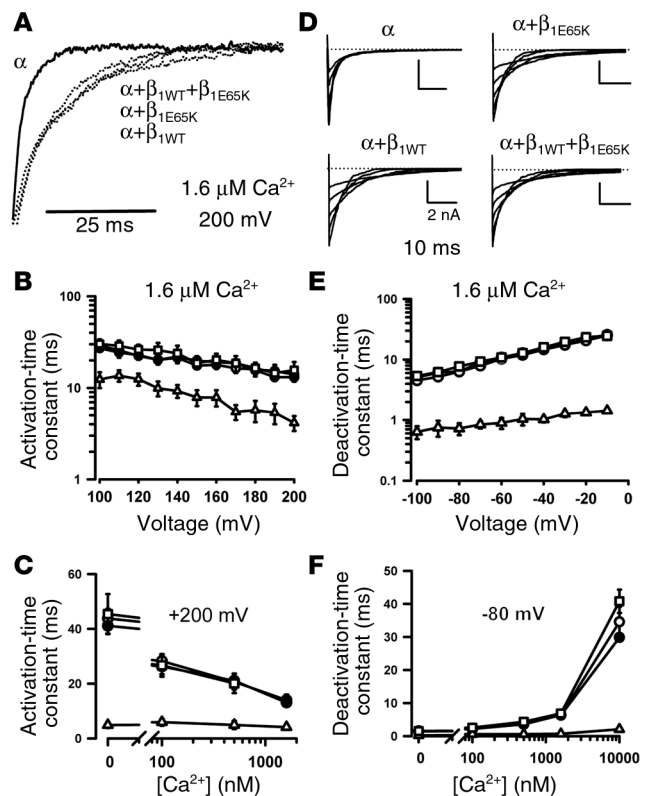 A
α
α+β1WT+β1E65K
α+β1E65K
α+β1WT
1.6 μM Ca2+
200 mV
25 ms
D
α
α+β1E65K
α+β1WT
α+β1WT+β1E65K
2 nA
10 ms
B
1.6 μM Ca2+
Activation-time
constant (ms)
100
10
1
100 120 140 160 180 200
Voltage (mV)
E
1.6 μM Ca2+
Deactivation-time
constant (ms)
100
10
1
0.1
-100 -80 -60 -40 -20 0
Voltage (mV)
C
+200 mV
Activation-time
constant (ms)
60
40
20
0
0 100 1000
[Ca2+] (nM)
F
-80 mV
Deactivation-time
constant (ms)
50
40
30
20
10
0
0 100 1000 10000
[Ca2+] (nM)